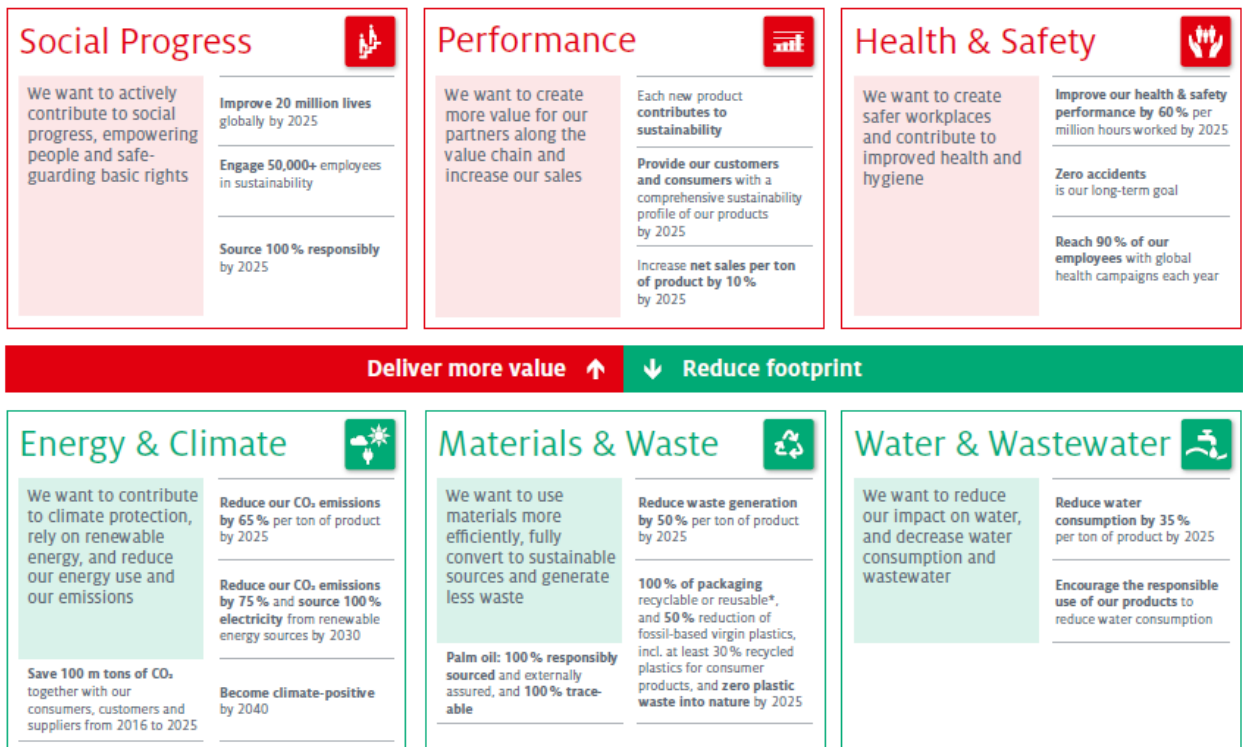 Social Progress
We want to actively
contribute to social
progress, empowering
people and safe-
guarding basic rights
Improve 20 million lives
globally by 2025
Engage 50,000+ employees
in sustainability
Source 100 % responsibly
by 2025
Performance
We want to create
more value for our
partners along the
value chain and
increase our sales
Each new product
contributes to
sustainability
Provide our customers
and consumers with a
comprehensive sustainability
profile of our products
by 2025
Increase net sales per ton
of product by 10 %
by 2025
Health & Safety
We want to create
safer workplaces
and contribute to
improved health and
hygiene
Improve our health & safety
performance by 60 % per
million hours worked by 2025
Zero accidents
is our long-term goal
Reach 90 % of our
employees with global
health campaigns each year
Deliver more value ↑ ↓ Reduce footprint
Energy & Climate
We want to contribute
to climate protection,
rely on renewable
energy, and reduce
our energy use and
our emissions
Save 100 m tons of CO₂
together with our
consumers, customers and
suppliers from 2016 to 2025
Reduce our CO₂ emissions
by 65 % per ton of product
by 2025
Reduce our CO₂ emissions
by 75 % and source 100 %
electricity from renewable
energy sources by 2030
Become climate-positive
by 2040
Materials & Waste
We want to use
materials more
efficiently, fully
convert to sustainable
sources and generate
less waste
Palm oil: 100 % responsibly
sourced and externally
assured, and 100 % trace-
able
Reduce waste generation
by 50 % per ton of product
by 2025
100 % of packaging
recyclable or reusable*,
and 50 % reduction of
fossil-based virgin plastics,
incl. at least 30 % recycled
plastics for consumer
products, and zero plastic
waste into nature by 2025
Water & Wastewater
We want to reduce
our impact on water,
and decrease water
consumption and
wastewater
Reduce water
consumption by 35 %
per ton of product by 2025
Encourage the responsible
use of our products to
reduce water consumption